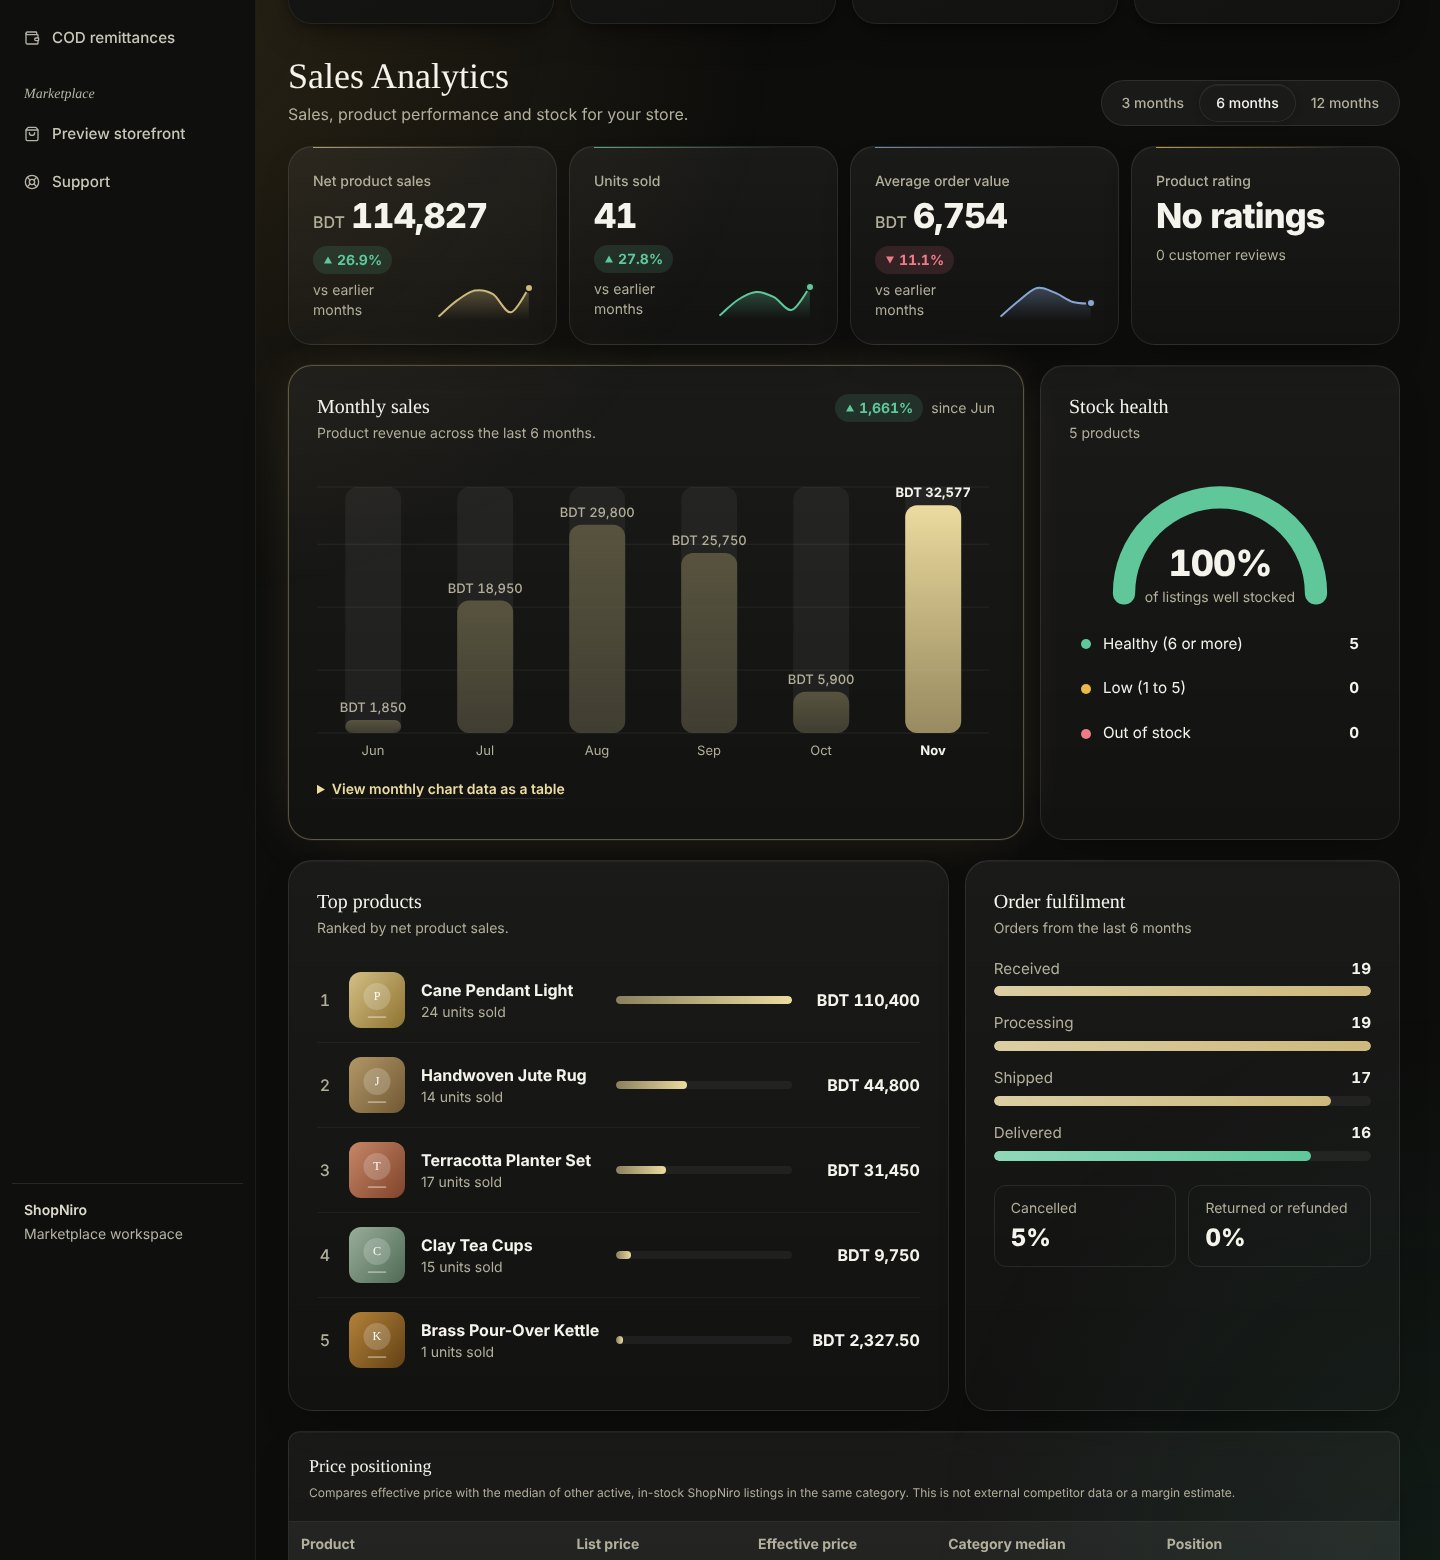 COD remittances
Marketplace
Preview storefront
Support
ShopNiro
Marketplace workspace
Sales Analytics
Sales, product performance and stock for your store.
3 months
6 months
12 months
Net product sales
BDT 114,827
▲ 26.9%
vs earlier
months
Units sold
41
▲ 27.8%
vs earlier
months
Average order value
BDT 6,754
▼ 11.1%
vs earlier
months
Product rating
No ratings
0 customer reviews
Monthly sales
Product revenue across the last 6 months.
▲ 1,661% since Jun
BDT 1,850
BDT 18,950
BDT 29,800
BDT 25,750
BDT 5,900
BDT 32,577
Jun
Jul
Aug
Sep
Oct
Nov
▶ View monthly chart data as a table
Stock health
5 products
100%
of listings well stocked
Healthy (6 or more) 5
Low (1 to 5) 0
Out of stock 0
Top products
Ranked by net product sales.
1 P Cane Pendant Light BDT 110,400
24 units sold
2 J Handwoven Jute Rug BDT 44,800
14 units sold
3 T Terracotta Planter Set BDT 31,450
17 units sold
4 C Clay Tea Cups BDT 9,750
15 units sold
5 K Brass Pour-Over Kettle BDT 2,327.50
1 units sold
Order fulfilment
Orders from the last 6 months
Received 19
Processing 19
Shipped 17
Delivered 16
Cancelled
5%
Returned or refunded
0%
Price positioning
Compares effective price with the median of other active, in-stock ShopNiro listings in the same category. This is not external competitor data or a margin estimate.
Product
List price
Effective price
Category median
Position